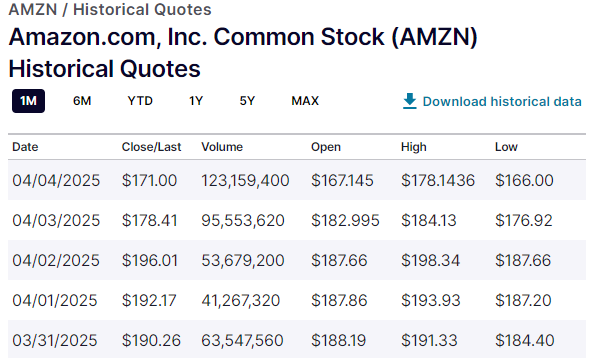 AMZN / Historical Quotes
Amazon.com, Inc. Common Stock (AMZN)
Historical Quotes
1M 6M YTD 1Y 5Y MAX Download historical data
Date Close/Last Volume Open High Low
04/04/2025 $171.00 123,159,400 $167.145 $178.1436 $166.00
04/03/2025 $178.41 95,553,620 $182.995 $184.13 $176.92
04/02/2025 $196.01 53,679,200 $187.66 $198.34 $187.66
04/01/2025 $192.17 41,267,320 $187.86 $193.93 $187.20
03/31/2025 $190.26 63,547,560 $188.19 $191.33 $184.40